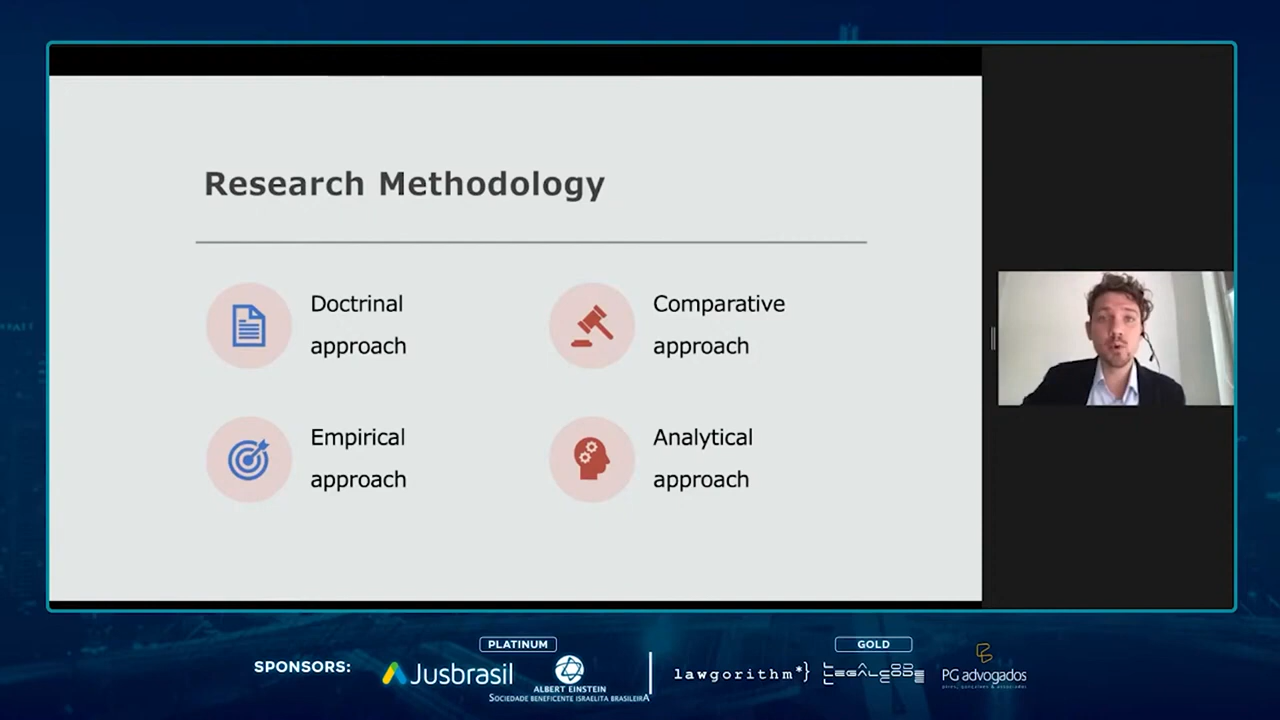 Research Methodology
Doctrinal
approach
Comparative
approach
Empirical
approach
Analytical
approach
SPONSORS:
PLATINUM
Jusbrasil
ALBERT EINSTEIN
SOCIEDADE BENEFICENTE ISRAELITA BRASILEIRA
GOLD
lawgorithm*}
LEGALCODE
PG advogados